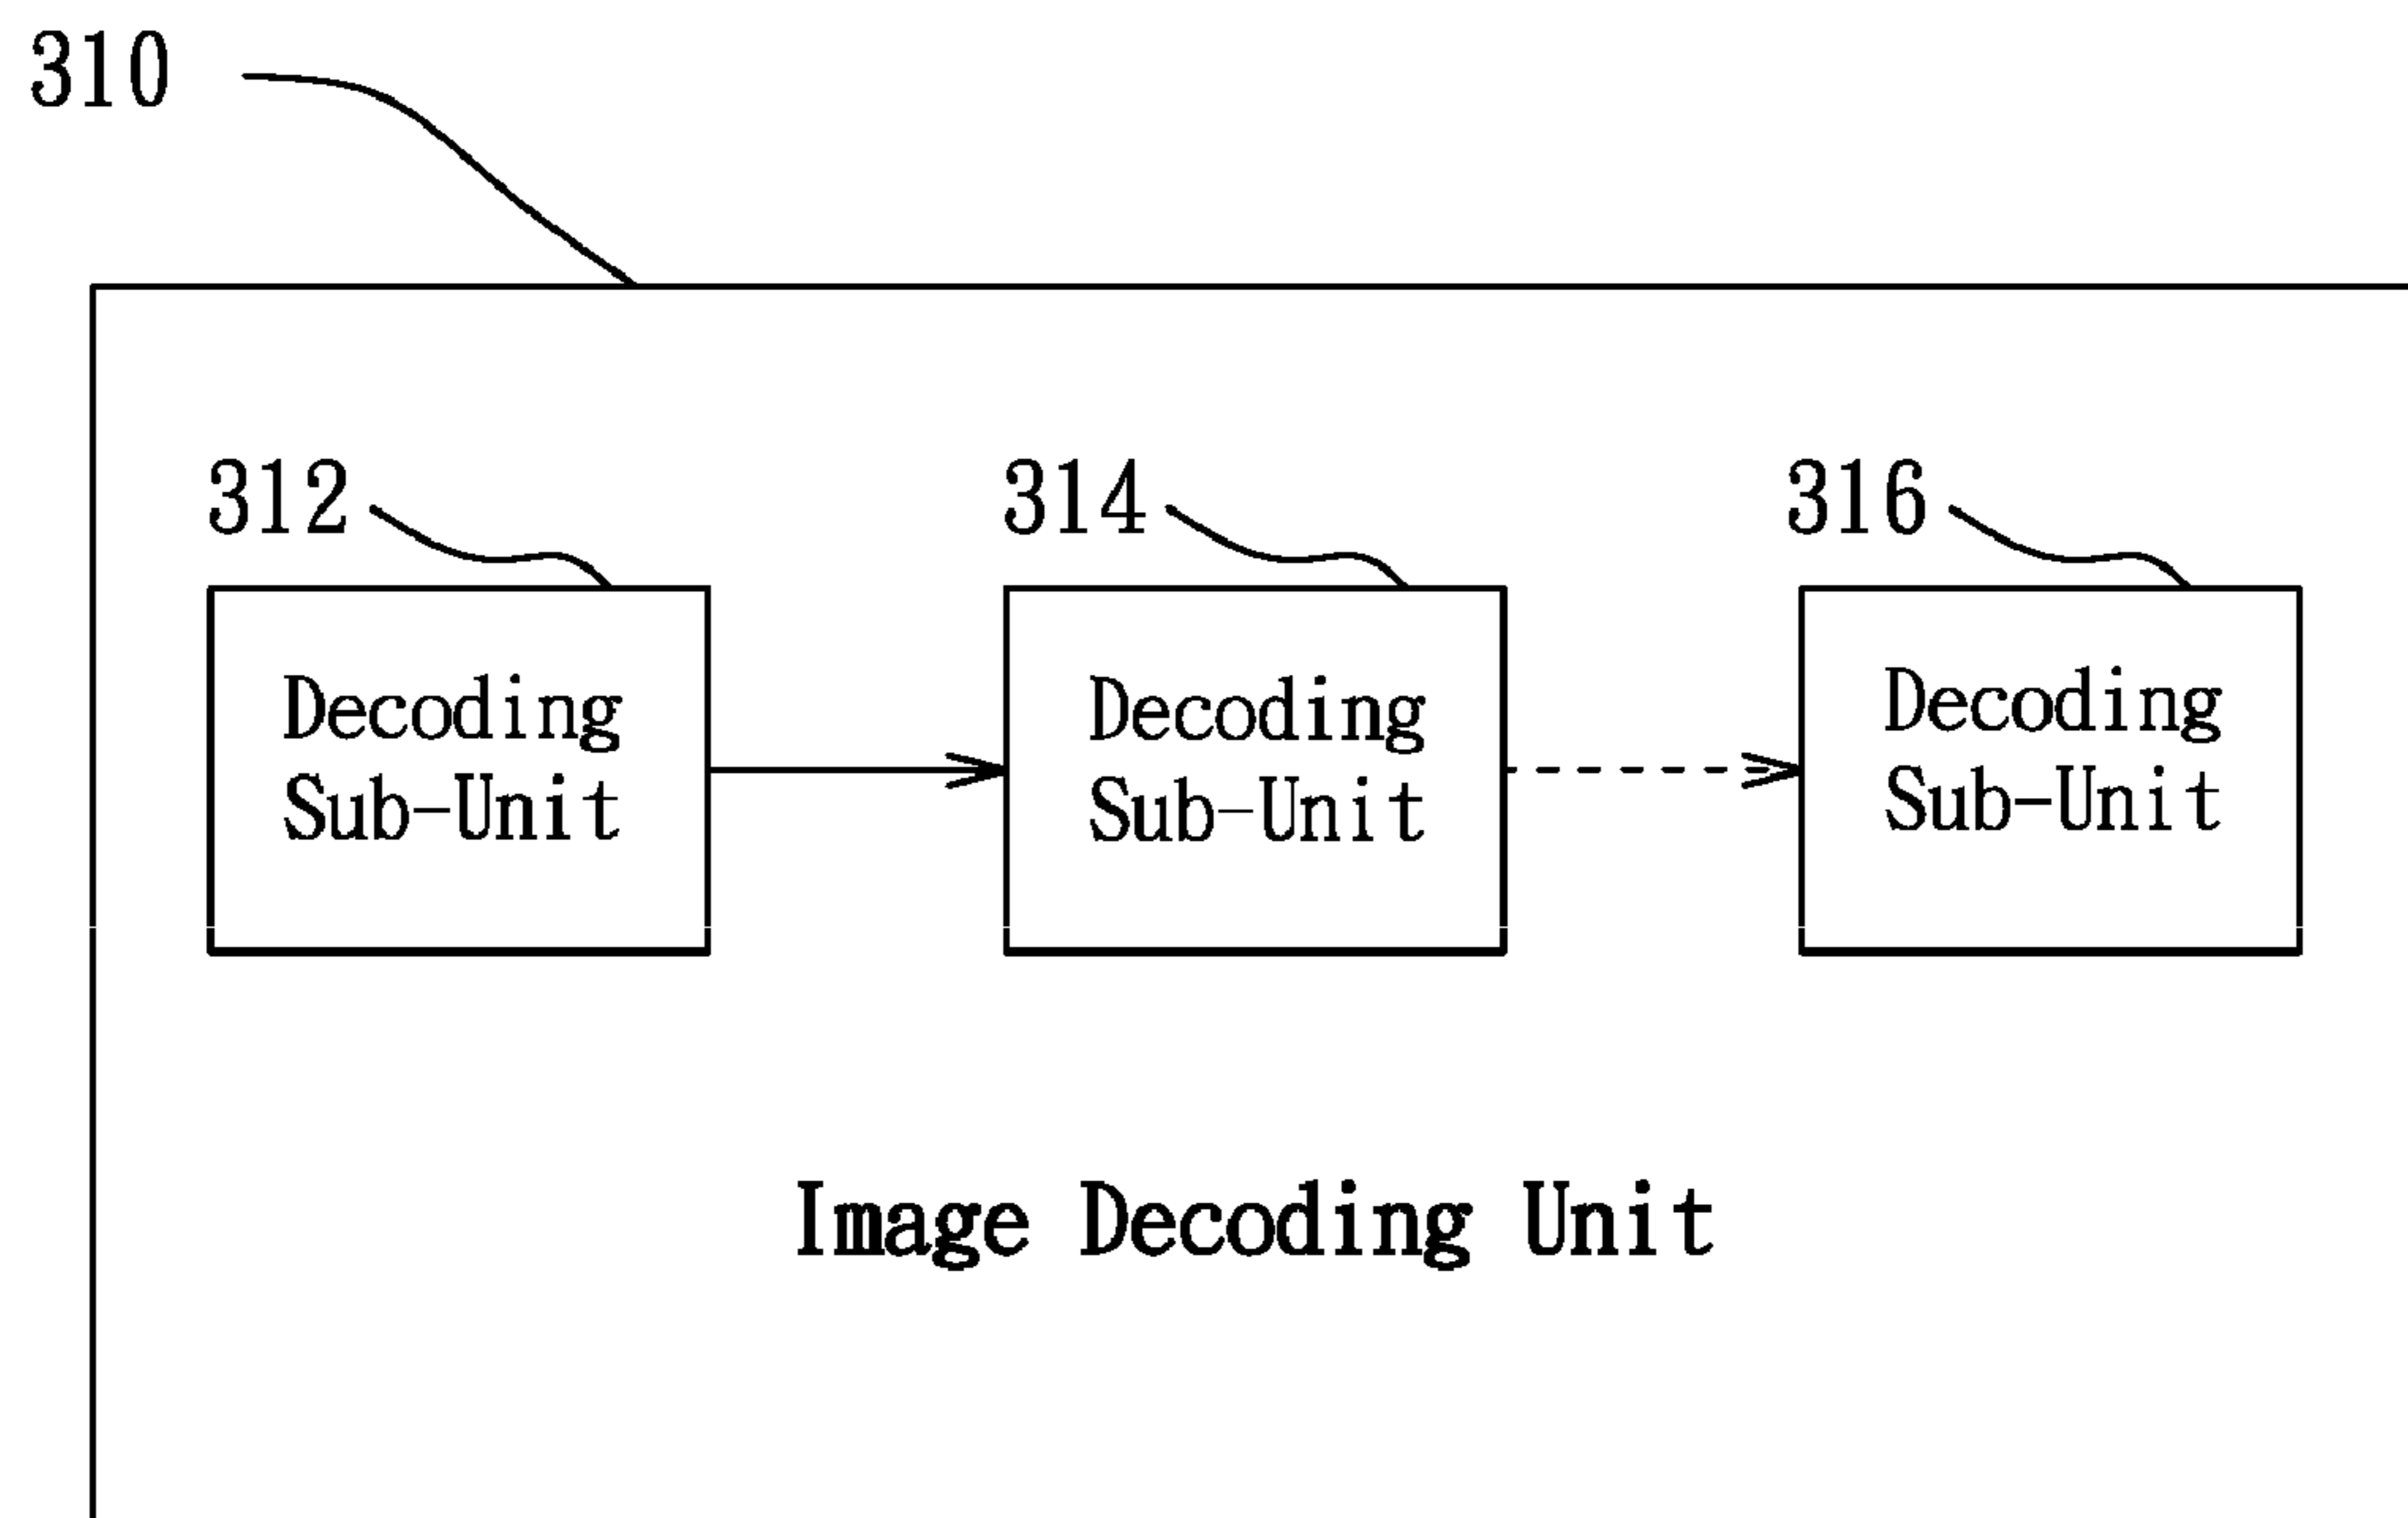 310
312
314
316
Decoding
Sub-Unit
Decoding
Sub-Unit
Decoding
Sub-Unit
Image Decoding Unit